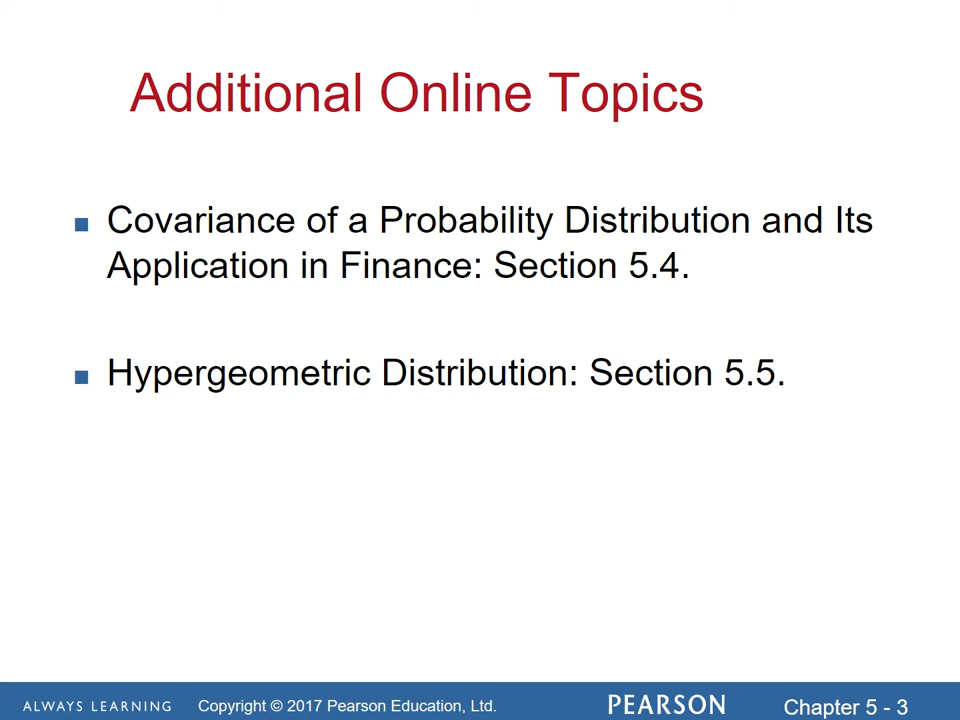 Additional Online Topics
Covariance of a Probability Distribution and Its
Application in Finance: Section 5.4.
Hypergeometric Distribution: Section 5.5.
ALWAYS LEARNING
Copyright © 2017 Pearson Education, Ltd.
PEARSON
Chapter 5 - 3